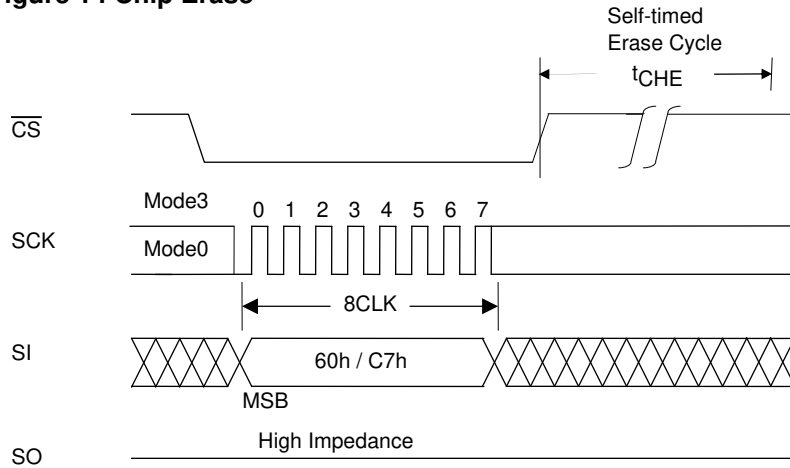 Figure 14 Chip Erase
Self-timed
Erase Cycle
tCHE
CS
Mode3
0 1 2 3 4 5 6 7
SCK
Mode0
8CLK
SI
60h / C7h
MSB
High Impedance
SO